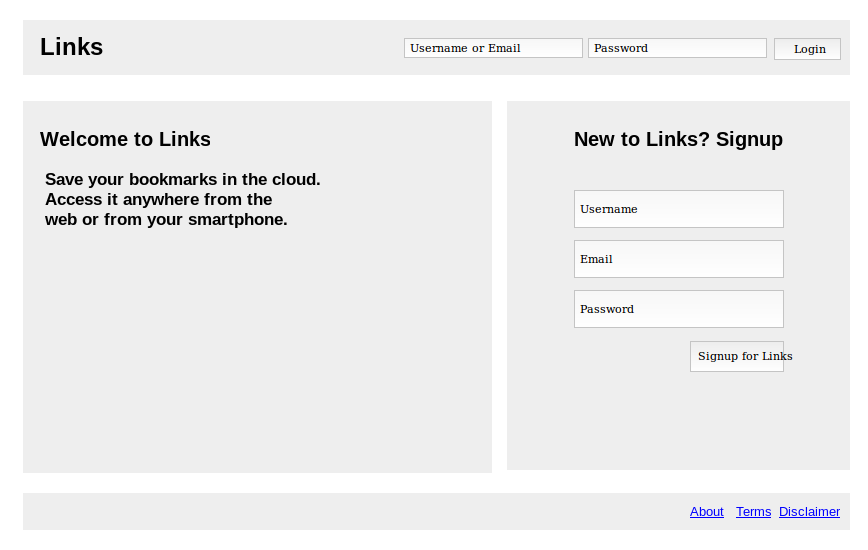 Links
Username or Email
Password
Login
Welcome to Links
Save your bookmarks in the cloud.
Access it anywhere from the
web or from your smartphone.
New to Links? Signup
Username
Email
Password
Signup for Links
About Terms Disclaimer